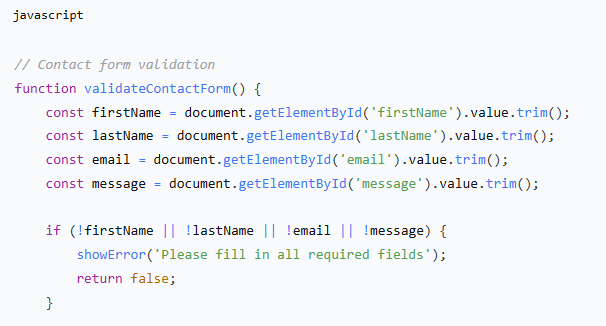 javascript
// Contact form validation
function validateContactForm() {
    const firstName = document.getElementById('firstName').value.trim();
    const lastName = document.getElementById('lastName').value.trim();
    const email = document.getElementById('email').value.trim();
    const message = document.getElementById('message').value.trim();
    if (!firstName || !lastName || !email || !message) {
        showError('Please fill in all required fields');
        return false;
    }